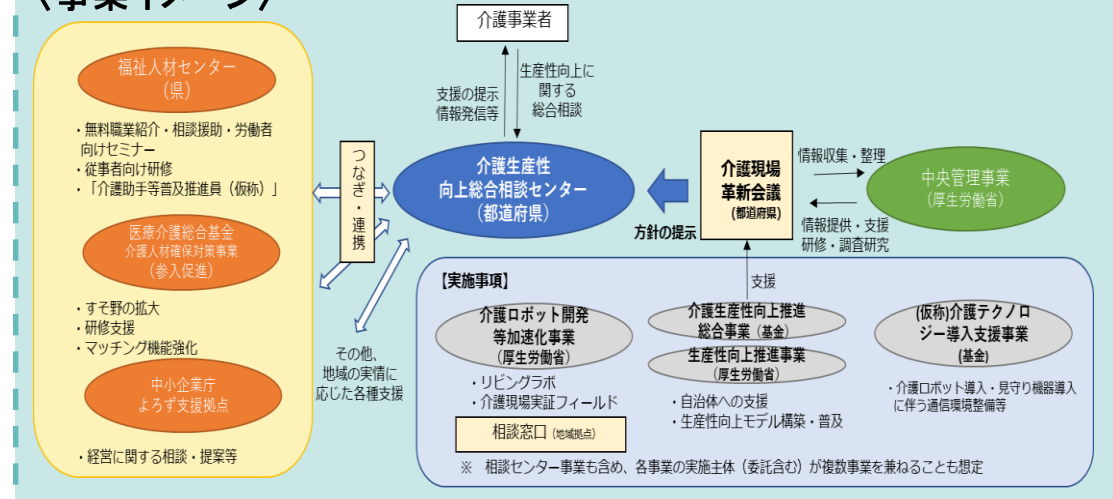 （事業イメージ）
介護事業者
支援の提示
情報発信等
生産性向上に
関する
総合相談
福祉人材センター
（県）
・無料職業紹介・相談援助・労働者
向けセミナー
・従事者向け研修
・「介護助手等普及推進員（仮称）」
医療介護総合基金
介護人材確保対策事業
（参入促進）
・すそ野の拡大
・研修支援
・マッチング機能強化
中小企業庁
よろず支援拠点
・経営に関する相談・提案等
つなぎ・連携
その他、
地域の実情に
応じた各種支援
介護生産性
向上総合相談センター
（都道府県）
方針の提示
介護現場
革新会議
（都道府県）
情報収集・整理
情報提供・支援
研修・調査研究
中央管理事業
（厚生労働省）
【実施事項】
支援
介護ロボット開発
等加速化事業
（厚生労働省）
・リビングラボ
・介護現場実証フィールド
相談窓口（地域拠点）
介護生産性向上推進
総合事業（基金）
生産性向上推進事業
（厚生労働省）
・自治体への支援
・生産性向上モデル構築・普及
(仮称)介護テクノロ
ジー導入支援事業
(基金)
・介護ロボット導入・見守り機器導入
に伴う通信環境整備等
※　相談センター事業も含め、各事業の実施主体（委託含む）が複数事業を兼ねることも想定